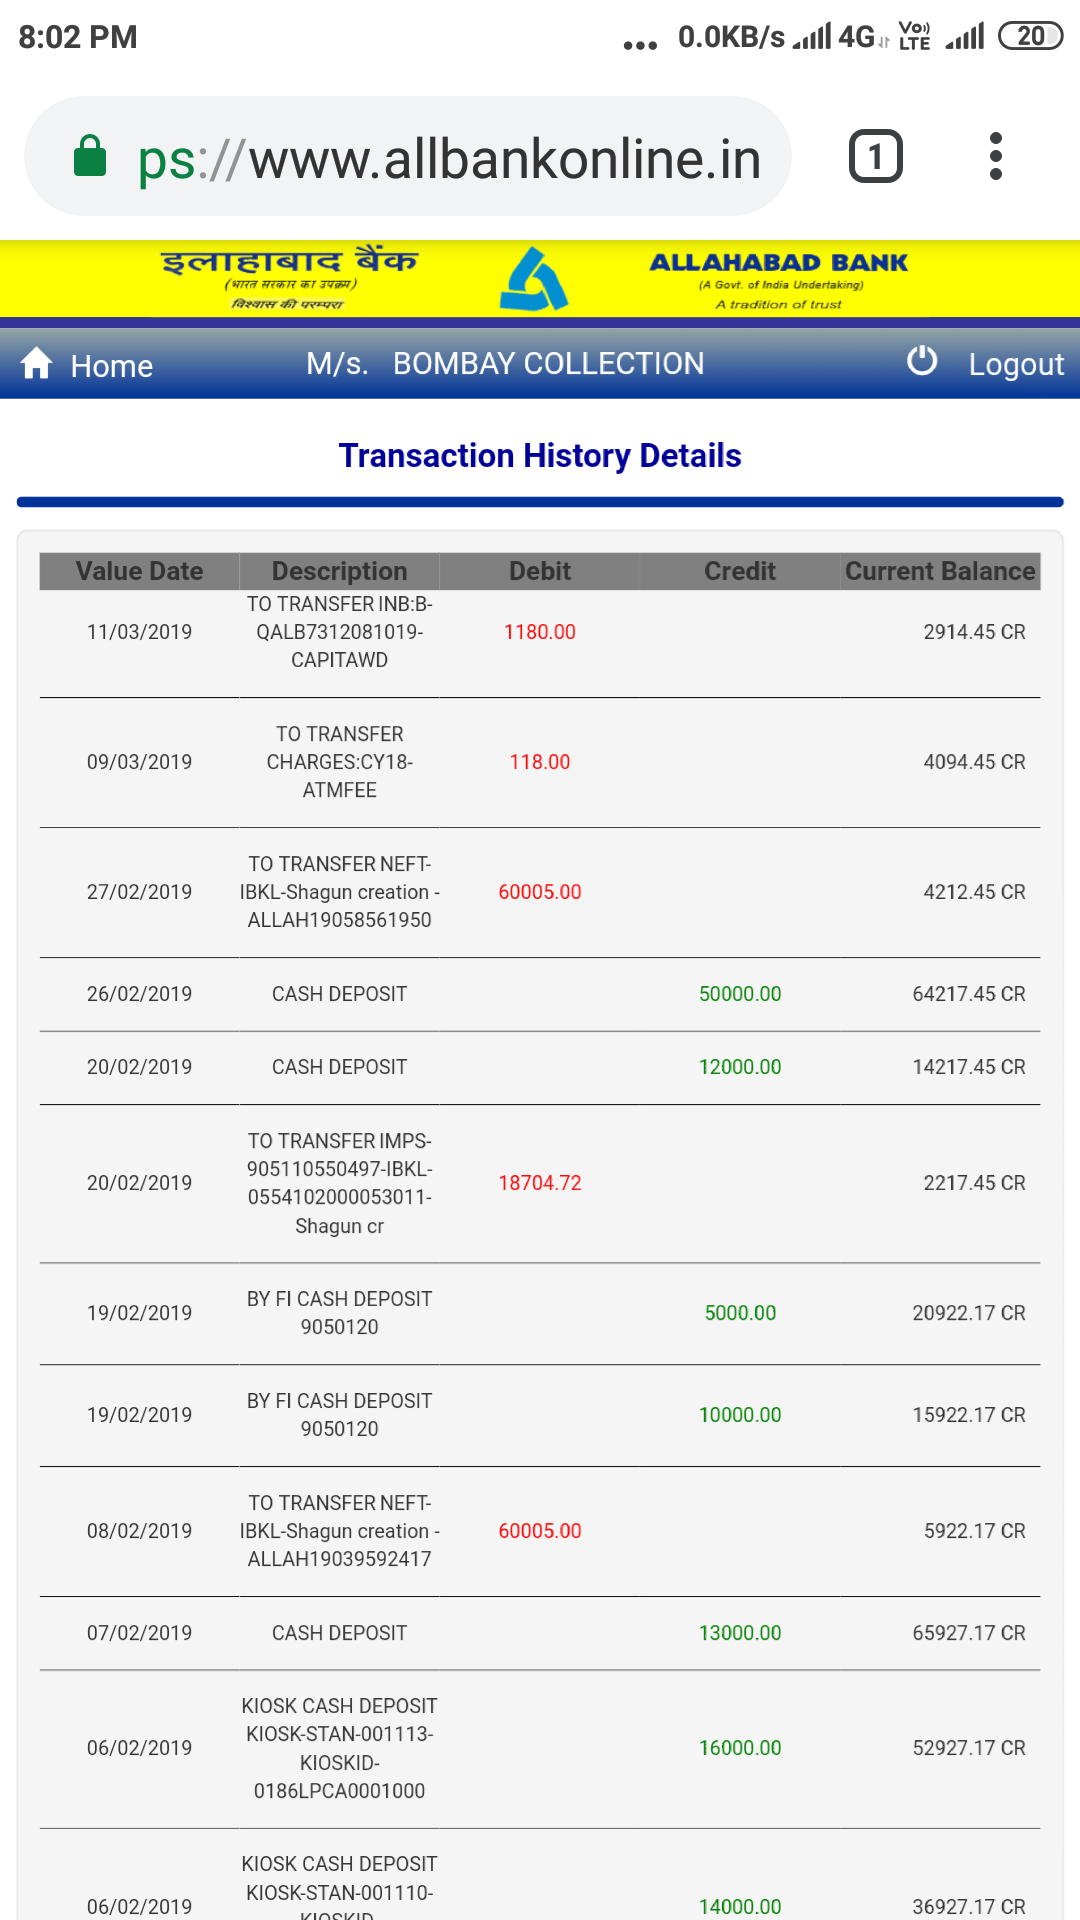 8:02 PM ... 0.0KB/s 4G Vo)) LTE 20
ps://www.allbankonline.in 1
इलाहाबाद बैंक
(भारत सरकार का उपक्रम)
विश्वास की परम्परा
ALLAHABAD BANK
(A Govt. of India Undertaking)
A tradition of trust
Home M/s. BOMBAY COLLECTION Logout
Transaction History Details
Value Date Description Debit Credit Current Balance
TO TRANSFER INB:B-
11/03/2019 QALB7312081019- 1180.00 2914.45 CR
CAPITAWD
TO TRANSFER
09/03/2019 CHARGES:CY18- 118.00 4094.45 CR
ATMFEE
TO TRANSFER NEFT-
27/02/2019 IBKL-Shagun creation - 60005.00 4212.45 CR
ALLAH19058561950
26/02/2019 CASH DEPOSIT 50000.00 64217.45 CR
20/02/2019 CASH DEPOSIT 12000.00 14217.45 CR
TO TRANSFER IMPS-
905110550497-IBKL-
20/02/2019 18704.72 2217.45 CR
0554102000053011-
Shagun cr
BY FI CASH DEPOSIT
19/02/2019 5000.00 20922.17 CR
9050120
BY FI CASH DEPOSIT
19/02/2019 10000.00 15922.17 CR
9050120
TO TRANSFER NEFT-
08/02/2019 IBKL-Shagun creation - 60005.00 5922.17 CR
ALLAH19039592417
07/02/2019 CASH DEPOSIT 13000.00 65927.17 CR
KIOSK CASH DEPOSIT
KIOSK-STAN-001113-
06/02/2019 16000.00 52927.17 CR
KIOSKID-
0186LPCA0001000
KIOSK CASH DEPOSIT
KIOSK-STAN-001110-
06/02/2019 14000.00 36927.17 CR
KIOSKID